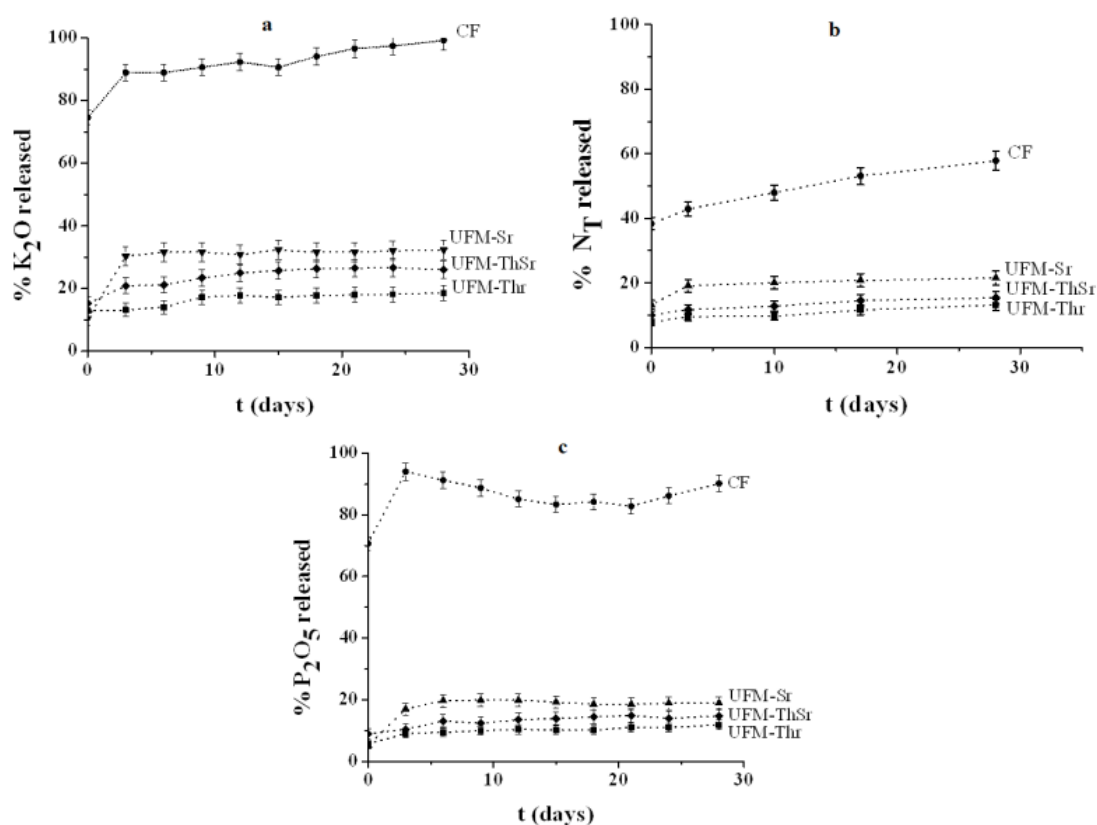 a
100
80
60
40
20
0
0 10 20 30
% K2O released
t (days)
CF
UFM-Sr
UFM-ThSr
UFM-Thr
b
100
80
60
40
20
0
0 10 20 30
% NT released
t (days)
CF
UFM-Sr
UFM-ThSr
UFM-Thr
c
100
80
60
40
20
0
0 10 20 30
% P2O5 released
t (days)
CF
UFM-Sr
UFM-ThSr
UFM-Thr